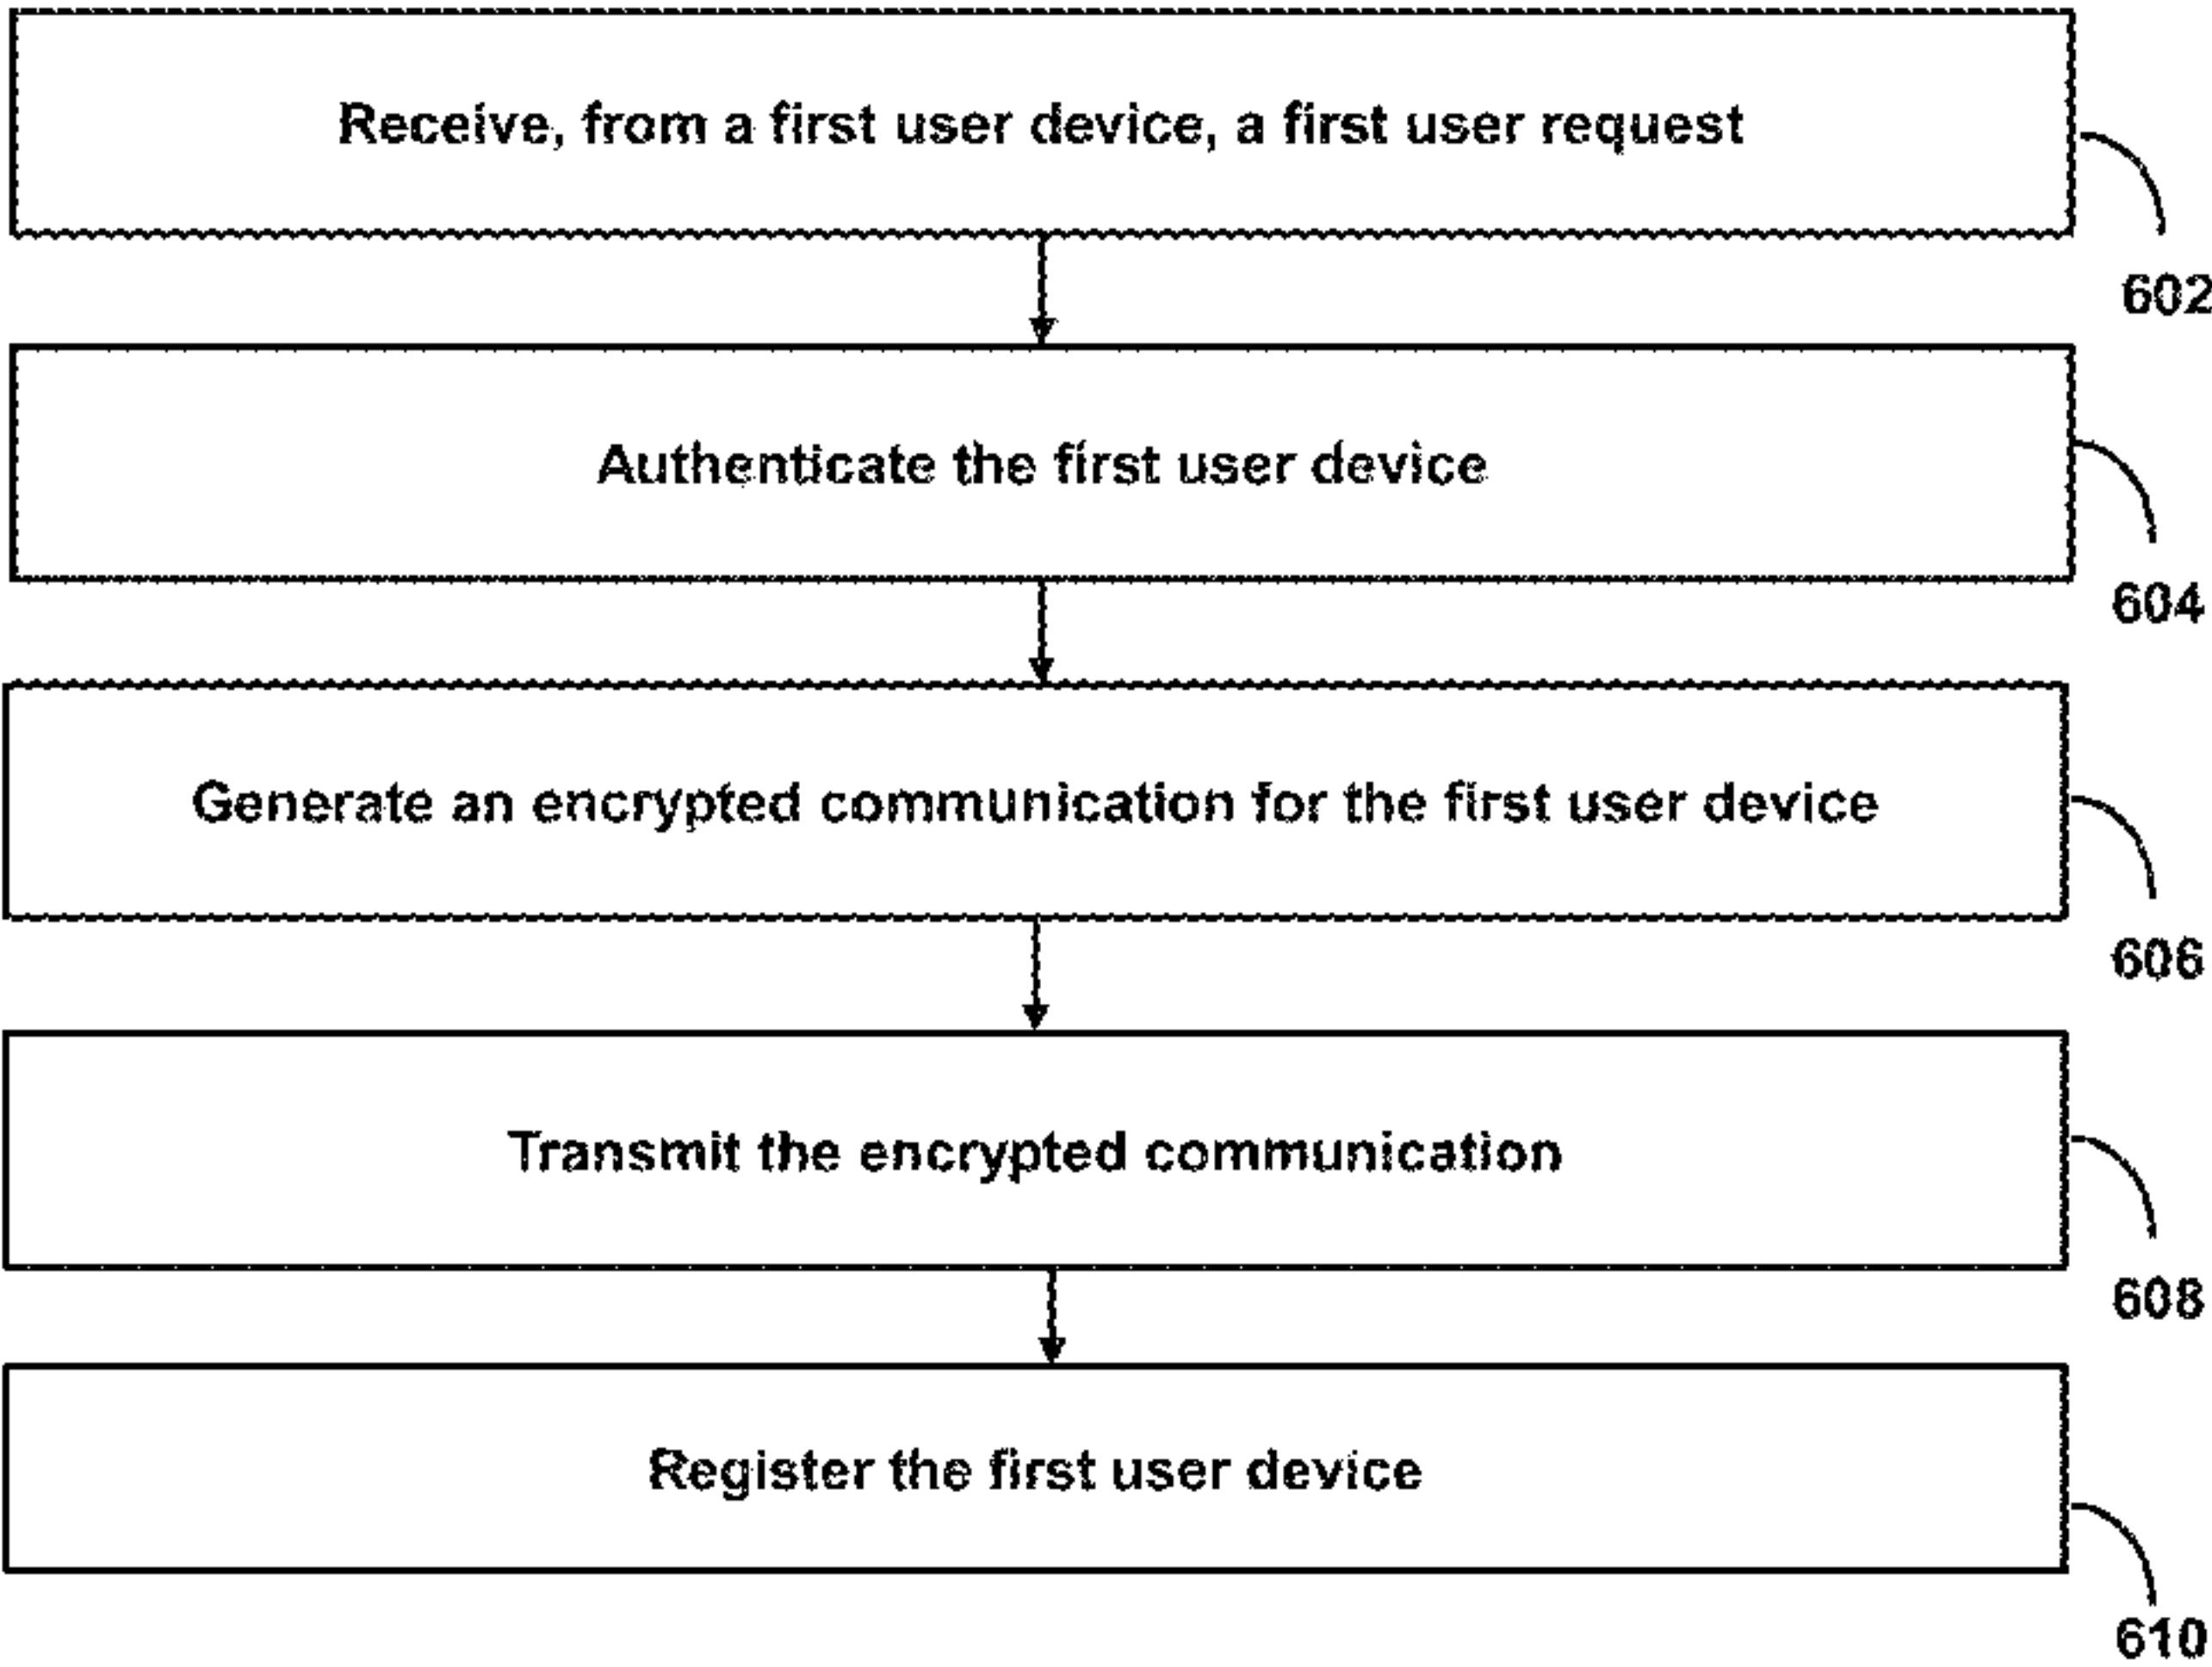 Receive, from a first user device, a first user request
602
Authenticate the first user device
604
Generate an encrypted communication for the first user device
606
Transmit the encrypted communication
608
Register the first user device
610